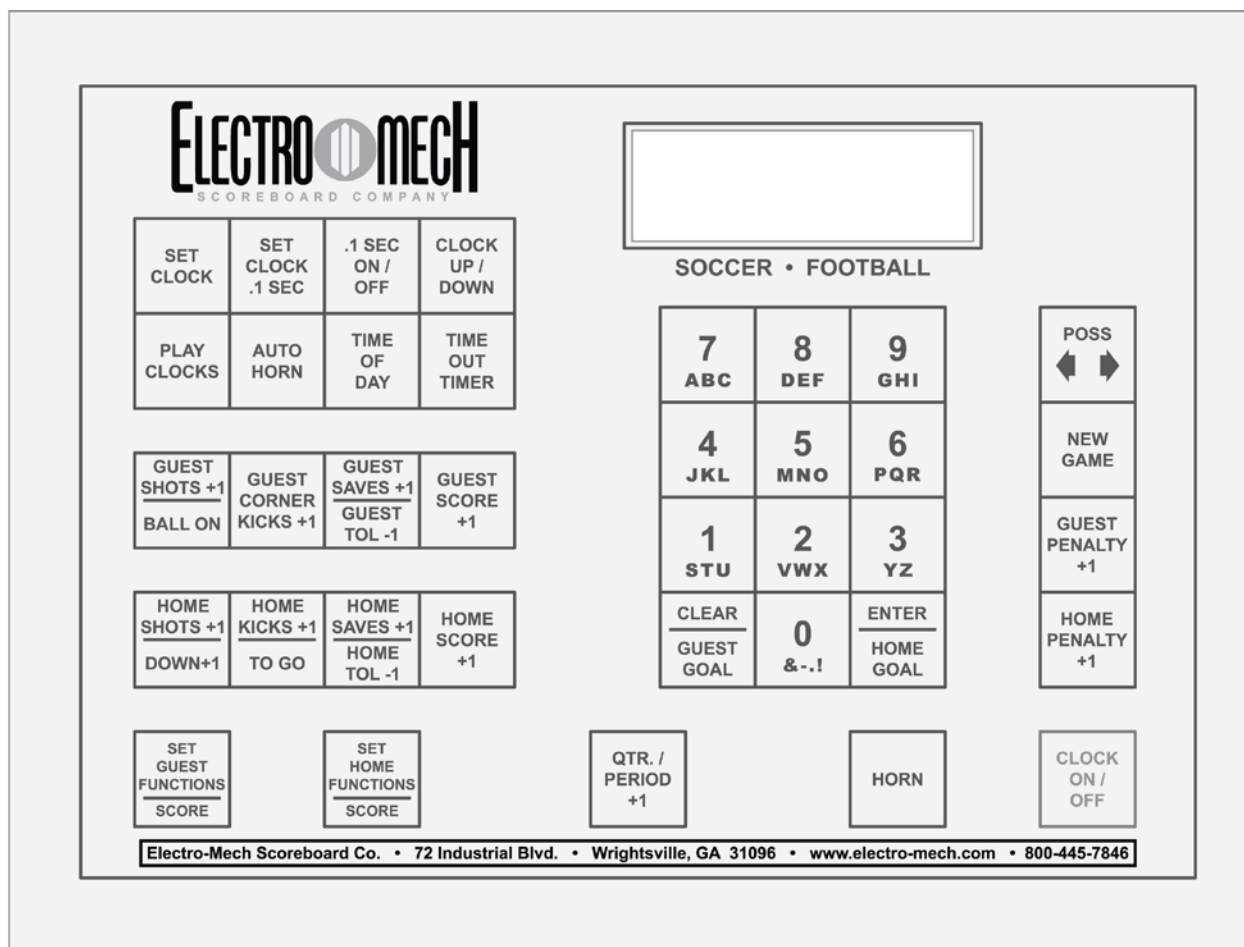 ELECTRO MECH
SCOREBOARD COMPANY
SET
CLOCK
SET
CLOCK
.1 SEC
.1 SEC
ON /
OFF
CLOCK
UP /
DOWN
PLAY
CLOCKS
AUTO
HORN
TIME
OF
DAY
TIME
OUT
TIMER
GUEST
SHOTS +1
BALL ON
GUEST
CORNER
KICKS +1
GUEST
SAVES +1
GUEST
TOL -1
GUEST
SCORE
+1
HOME
SHOTS +1
DOWN+1
HOME
KICKS +1
TO GO
HOME
SAVES +1
HOME
TOL -1
HOME
SCORE
+1
SET
GUEST
FUNCTIONS
SCORE
SET
HOME
FUNCTIONS
SCORE
SOCCER • FOOTBALL
7
ABC
8
DEF
9
GHI
4
JKL
5
MNO
6
PQR
1
STU
2
VWX
3
YZ
CLEAR
GUEST
GOAL
0
&-.!
ENTER
HOME
GOAL
POSS
NEW
GAME
GUEST
PENALTY
+1
HOME
PENALTY
+1
QTR. /
PERIOD
+1
HORN
CLOCK
ON /
OFF
Electro-Mech Scoreboard Co. • 72 Industrial Blvd. • Wrightsville, GA 31096 • www.electro-mech.com • 800-445-7846